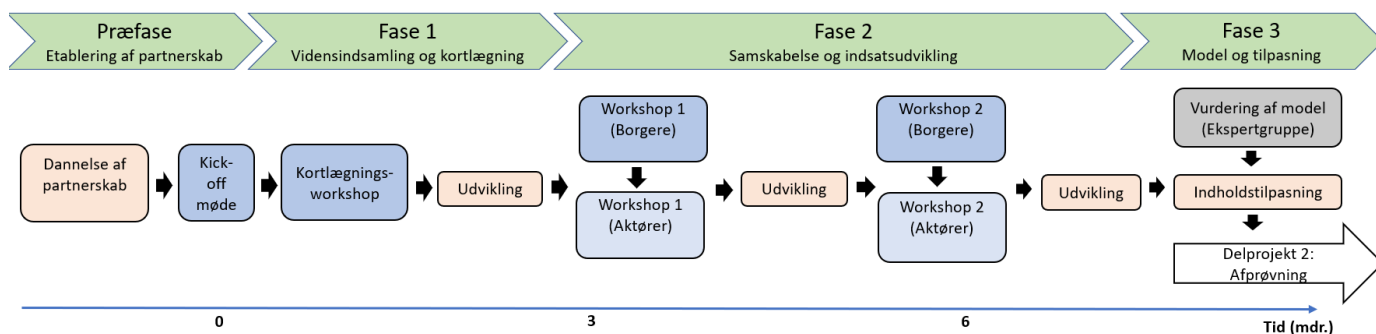 Præfase
Etablering af partnerskab
Fase 1
Vidensindsamling og kortlægning
Fase 2
Samskabelse og indsatsudvikling
Fase 3
Model og tilpasning
Dannelse af
partnerskab
Kick-
off
møde
Kortlægnings-
workshop
Udvikling
Workshop 1
(Borgere)
Workshop 1
(Aktører)
Udvikling
Workshop 2
(Borgere)
Workshop 2
(Aktører)
Udvikling
Vurdering af model
(Ekspertgruppe)
Indholdstilpasning
Delprojekt 2:
Afprøvning
0
3
6
Tid (mdr.)